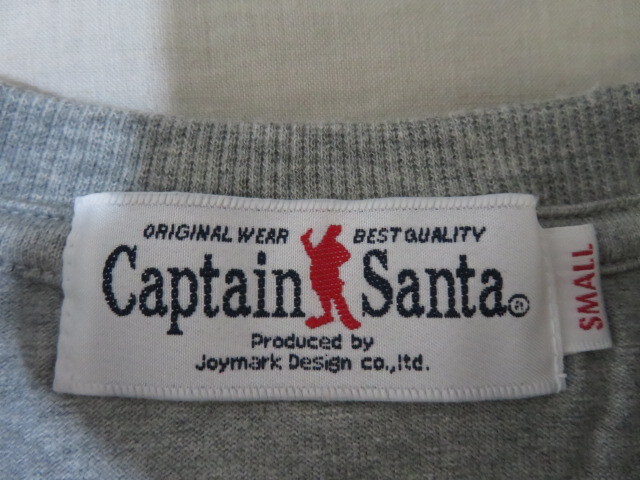 ORIGINAL WEAR BEST QUALITY
Captain Santa®
Produced by
Joymark Design co.,ltd.
SMALL